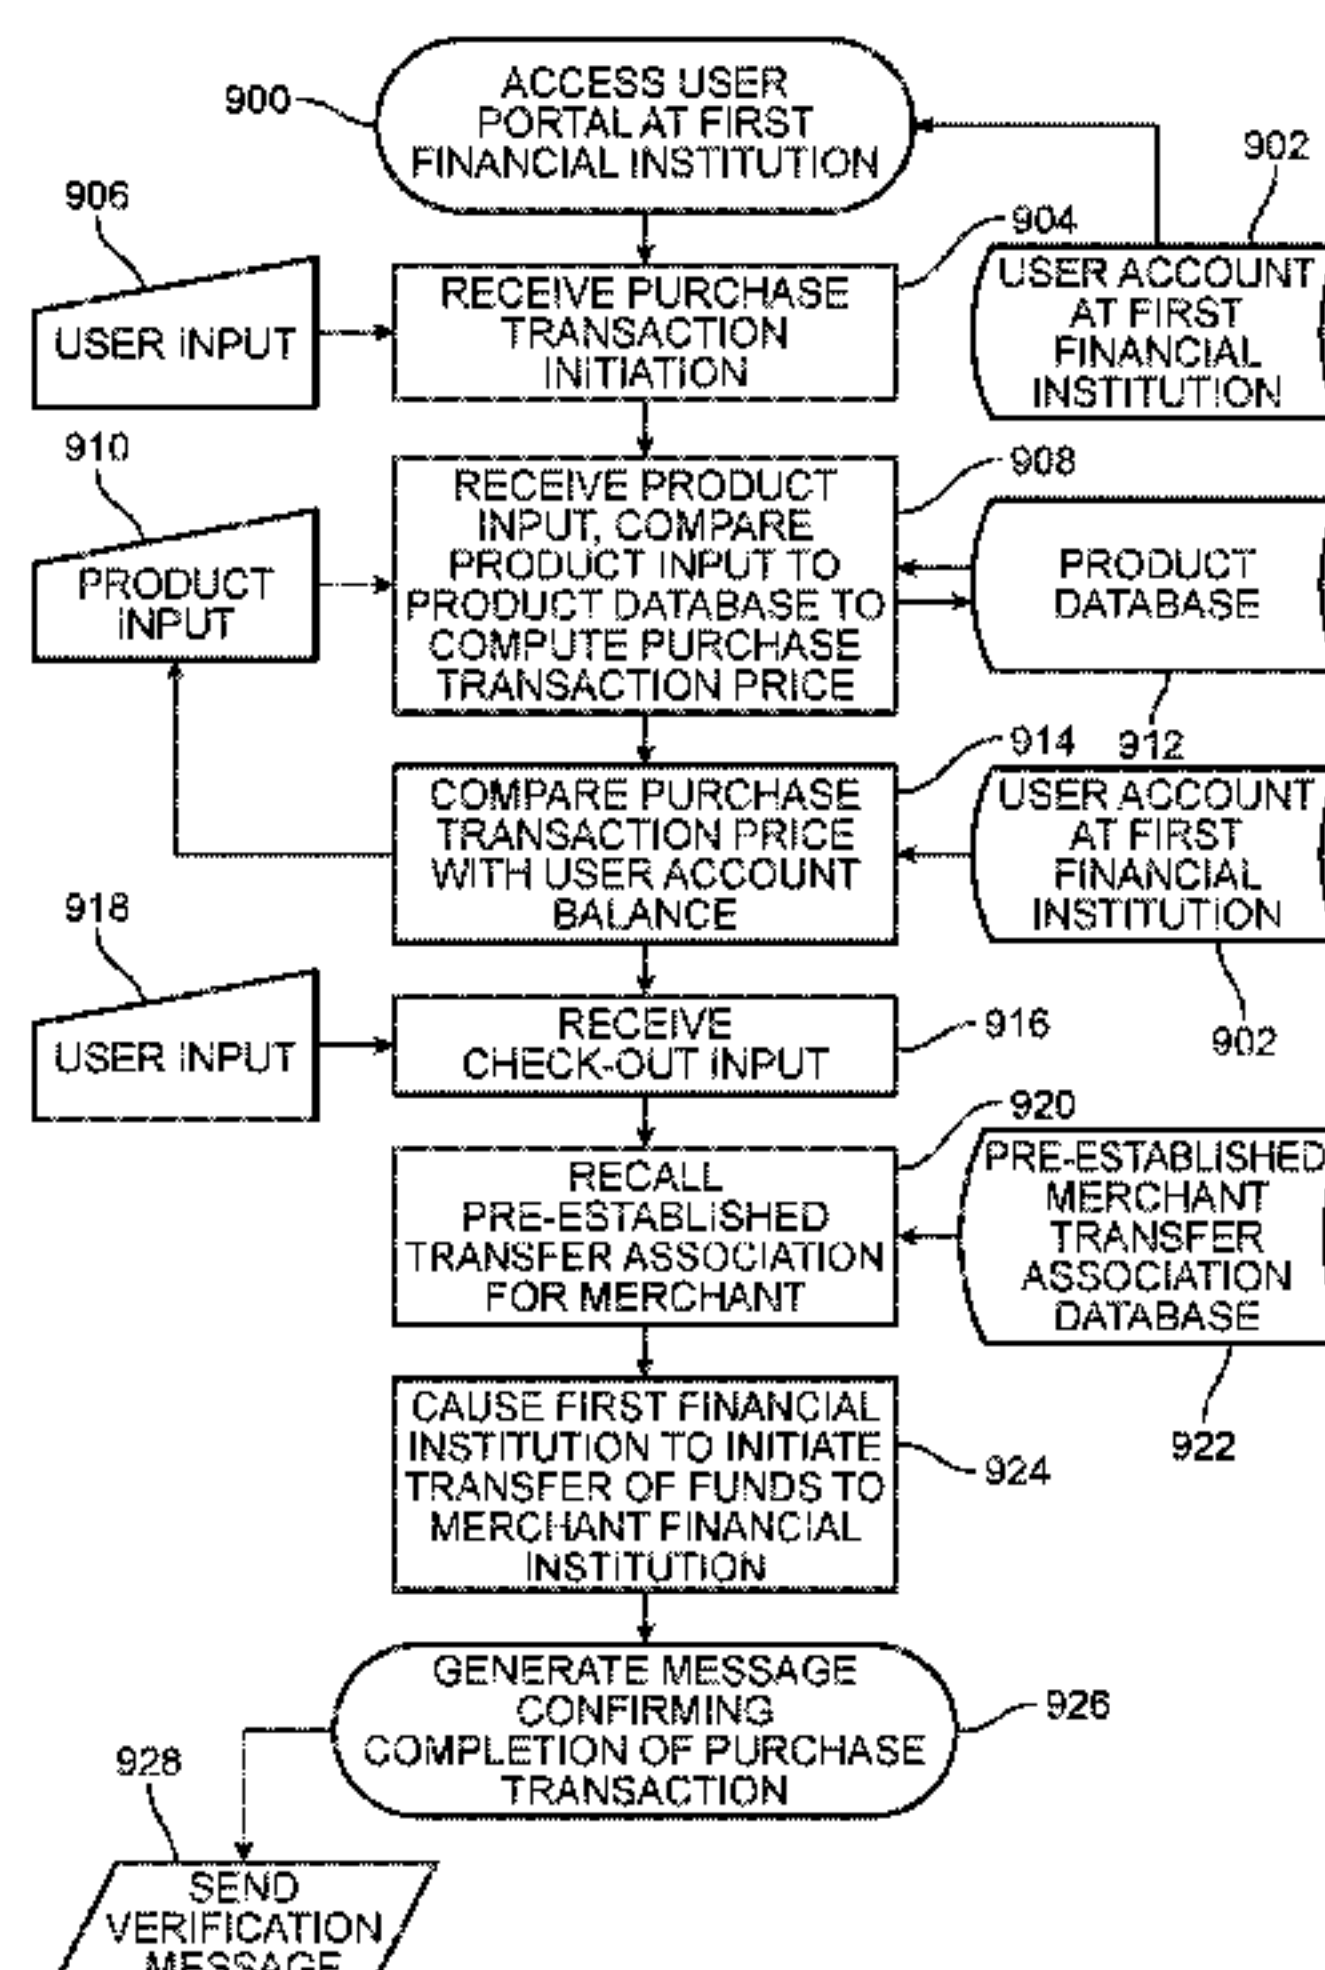 900
ACCESS USER
PORTAL AT FIRST
FINANCIAL INSTITUTION
902
USER ACCOUNT
AT FIRST
FINANCIAL
INSTITUTION
906
USER INPUT
904
RECEIVE PURCHASE
TRANSACTION
INITIATION
910
PRODUCT
INPUT
908
RECEIVE PRODUCT
INPUT, COMPARE
PRODUCT INPUT TO
PRODUCT DATABASE TO
COMPUTE PURCHASE
TRANSACTION PRICE
PRODUCT
DATABASE
912
914
COMPARE PURCHASE
TRANSACTION PRICE
WITH USER ACCOUNT
BALANCE
USER ACCOUNT
AT FIRST
FINANCIAL
INSTITUTION
902
918
USER INPUT
RECEIVE
CHECK-OUT INPUT
916
920
RECALL
PRE-ESTABLISHED
TRANSFER ASSOCIATION
FOR MERCHANT
PRE-ESTABLISHED
MERCHANT
TRANSFER
ASSOCIATION
DATABASE
922
CAUSE FIRST FINANCIAL
INSTITUTION TO INITIATE
TRANSFER OF FUNDS TO
MERCHANT FINANCIAL
INSTITUTION
924
GENERATE MESSAGE
CONFIRMING
COMPLETION OF PURCHASE
TRANSACTION
926
928
SEND
VERIFICATION
MESSAGE